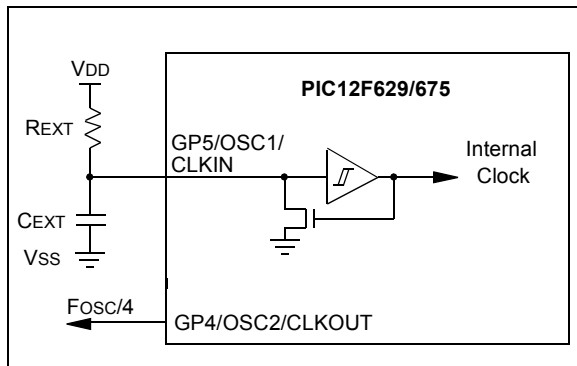 VDD
PIC12F629/675
REXT
GP5/OSC1/
CLKIN
Internal
Clock
CEXT
VSS
FOSC/4
GP4/OSC2/CLKOUT